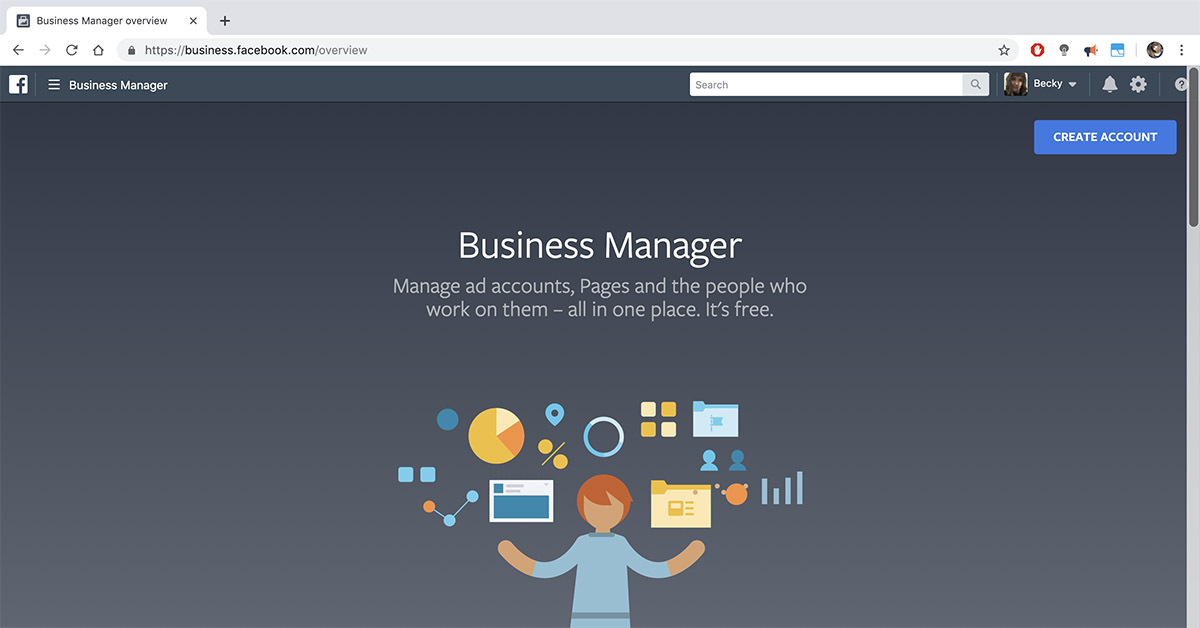 Business Manager overview
https://business.facebook.com/overview
f
Business Manager
Search
Becky
?
CREATE ACCOUNT
Business Manager
Manage ad accounts, Pages and the people who
work on them – all in one place. It's free.
%